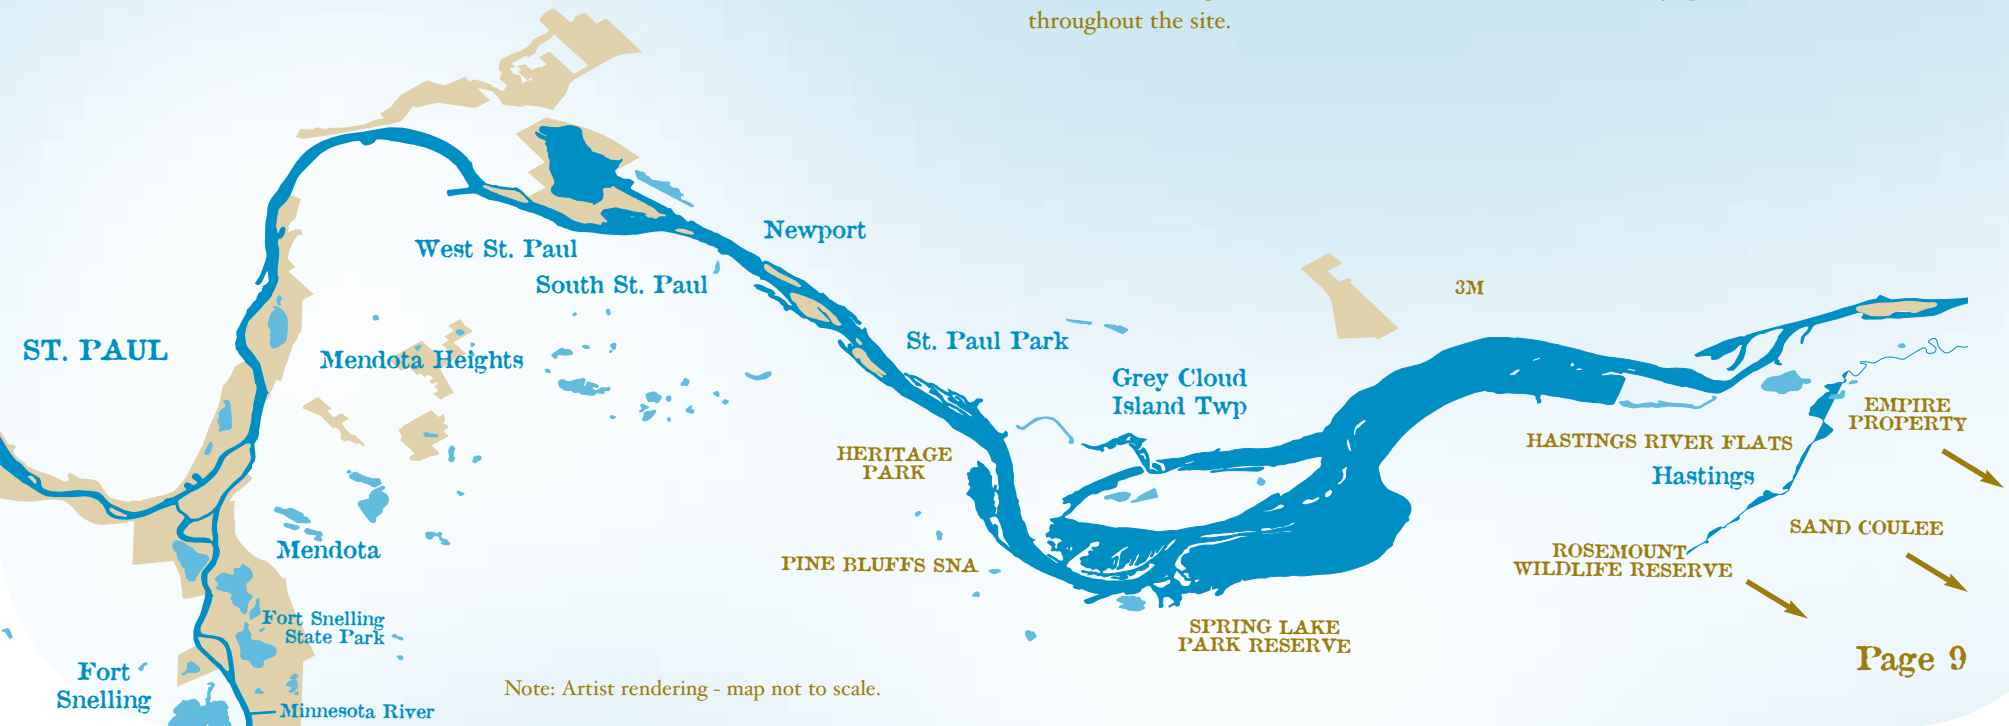 throughout the site.
Newport
West St. Paul
South St. Paul
3M
ST. PAUL
Mendota Heights
St. Paul Park
Grey Cloud
Island Twp
EMPIRE
PROPERTY
HASTINGS RIVER FLATS
HERITAGE
PARK
Hastings
SAND COULEE
Mendota
PINE BLUFFS SNA
ROSEMOUNT
WILDLIFE RESERVE
Fort Snelling
State Park
SPRING LAKE
PARK RESERVE
Page 9
Fort
Snelling
Note: Artist rendering - map not to scale.
Minnesota River